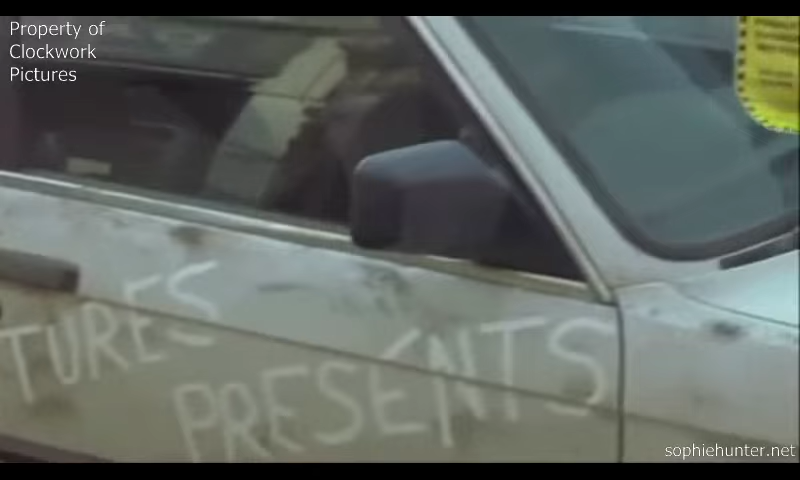 Property of
Clockwork
Pictures
TURES
PRESENTS
sophiehunter.net